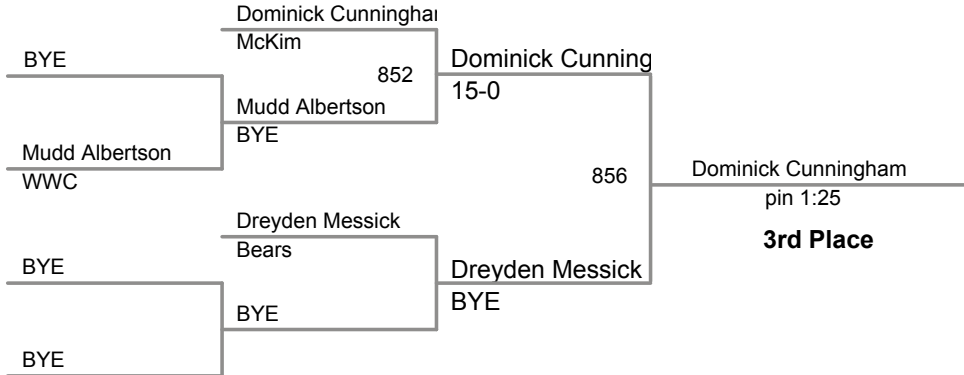 Dominick Cunningha
McKim
BYE
852
Dominick Cunning
15-0
Mudd Albertson
BYE
Mudd Albertson
WWC
856
Dominick Cunningham
pin 1:25
3rd Place
Dreyden Messick
Bears
BYE
Dreyden Messick
BYE
BYE
BYE